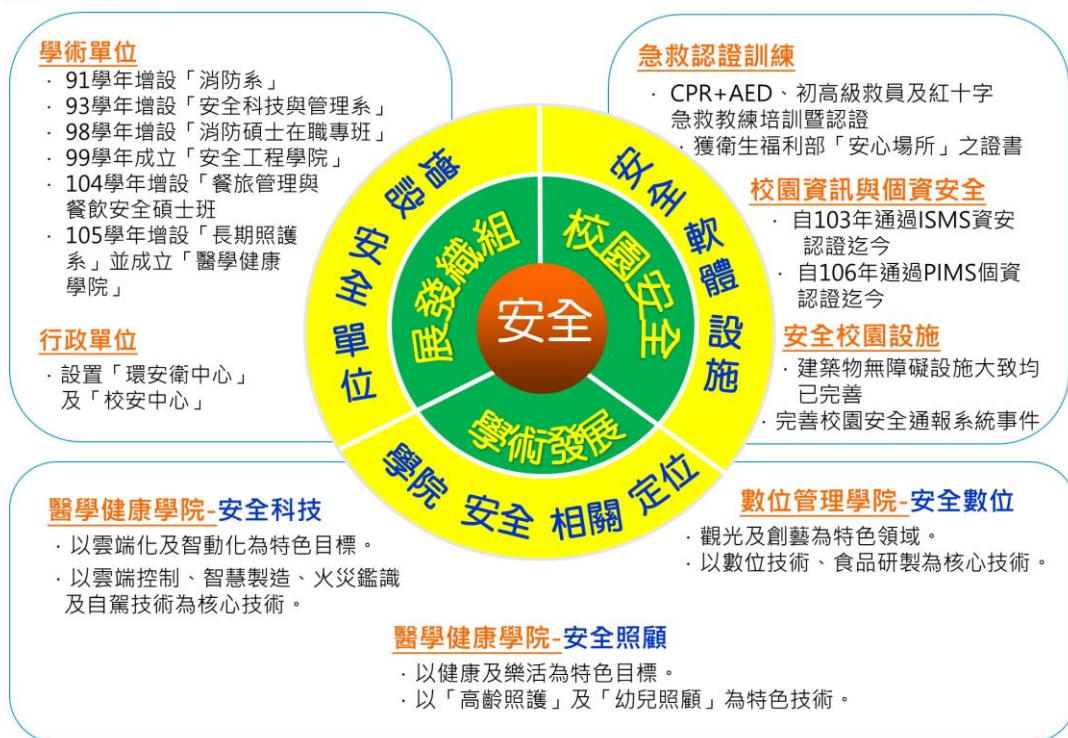 學術單位
· 91學年增設「消防系」
· 93學年增設「安全科技與管理系」
· 98學年增設「消防碩士在職專班」
· 99學年成立「安全工程學院」
· 104學年增設「餐旅管理與
餐飲安全碩士班
· 105學年增設「長期照護
系」並成立「醫學健康
學院」
行政單位
· 設置「環安衛中心」
及「校安中心」
急救認證訓練
· CPR+AED、初高級救員及紅十字
急救教練培訓暨認證
· 獲衛生福利部「安心場所」之證書
校園資訊與個資安全
· 自103年通過ISMS資安
認證迄今
· 自106年通過PIMS個資
認證迄今
安全校園設施
· 建築物無障礙設施大致均
已完善
· 完善校園安全通報系統事件
增設安全單位
安全軟體設施
學院安全相關定位
展發織組
校園安全
學術發展
安全
醫學健康學院-安全科技
· 以雲端化及智動化為特色目標。
· 以雲端控制、智慧製造、火災鑑識
及自駕技術為核心技術。
數位管理學院-安全數位
· 觀光及創藝為特色領域。
· 以數位技術、食品研製為核心技術。
醫學健康學院-安全照顧
· 以健康及樂活為特色目標。
· 以「高齡照護」及「幼兒照顧」為特色技術。